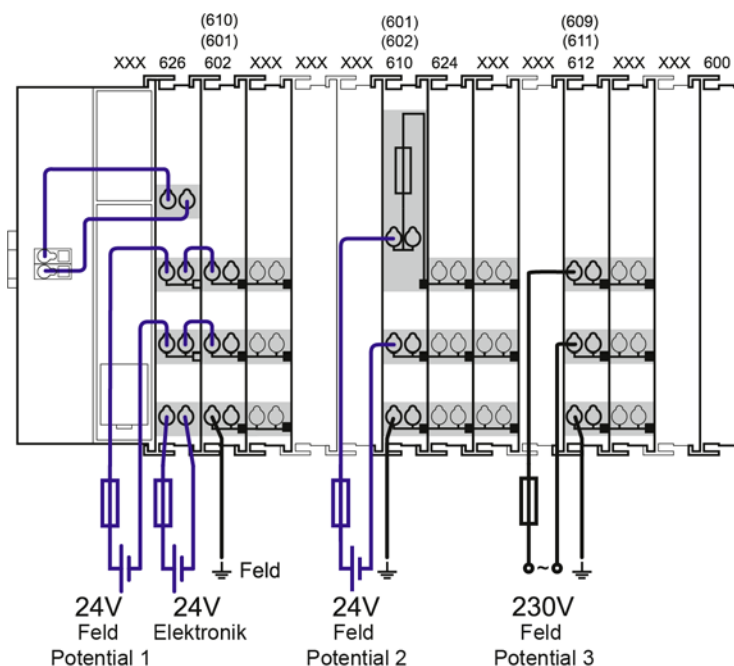 (610) (601) (609)
(601) (602) (611)
XXX 626 602 XXX XXX XXX 610 624 XXX XXX 612 XXX XXX 600
~
Feld
24V 24V 24V 230V
Feld Elektronik Feld Feld
Potential 1 Potential 2 Potential 3